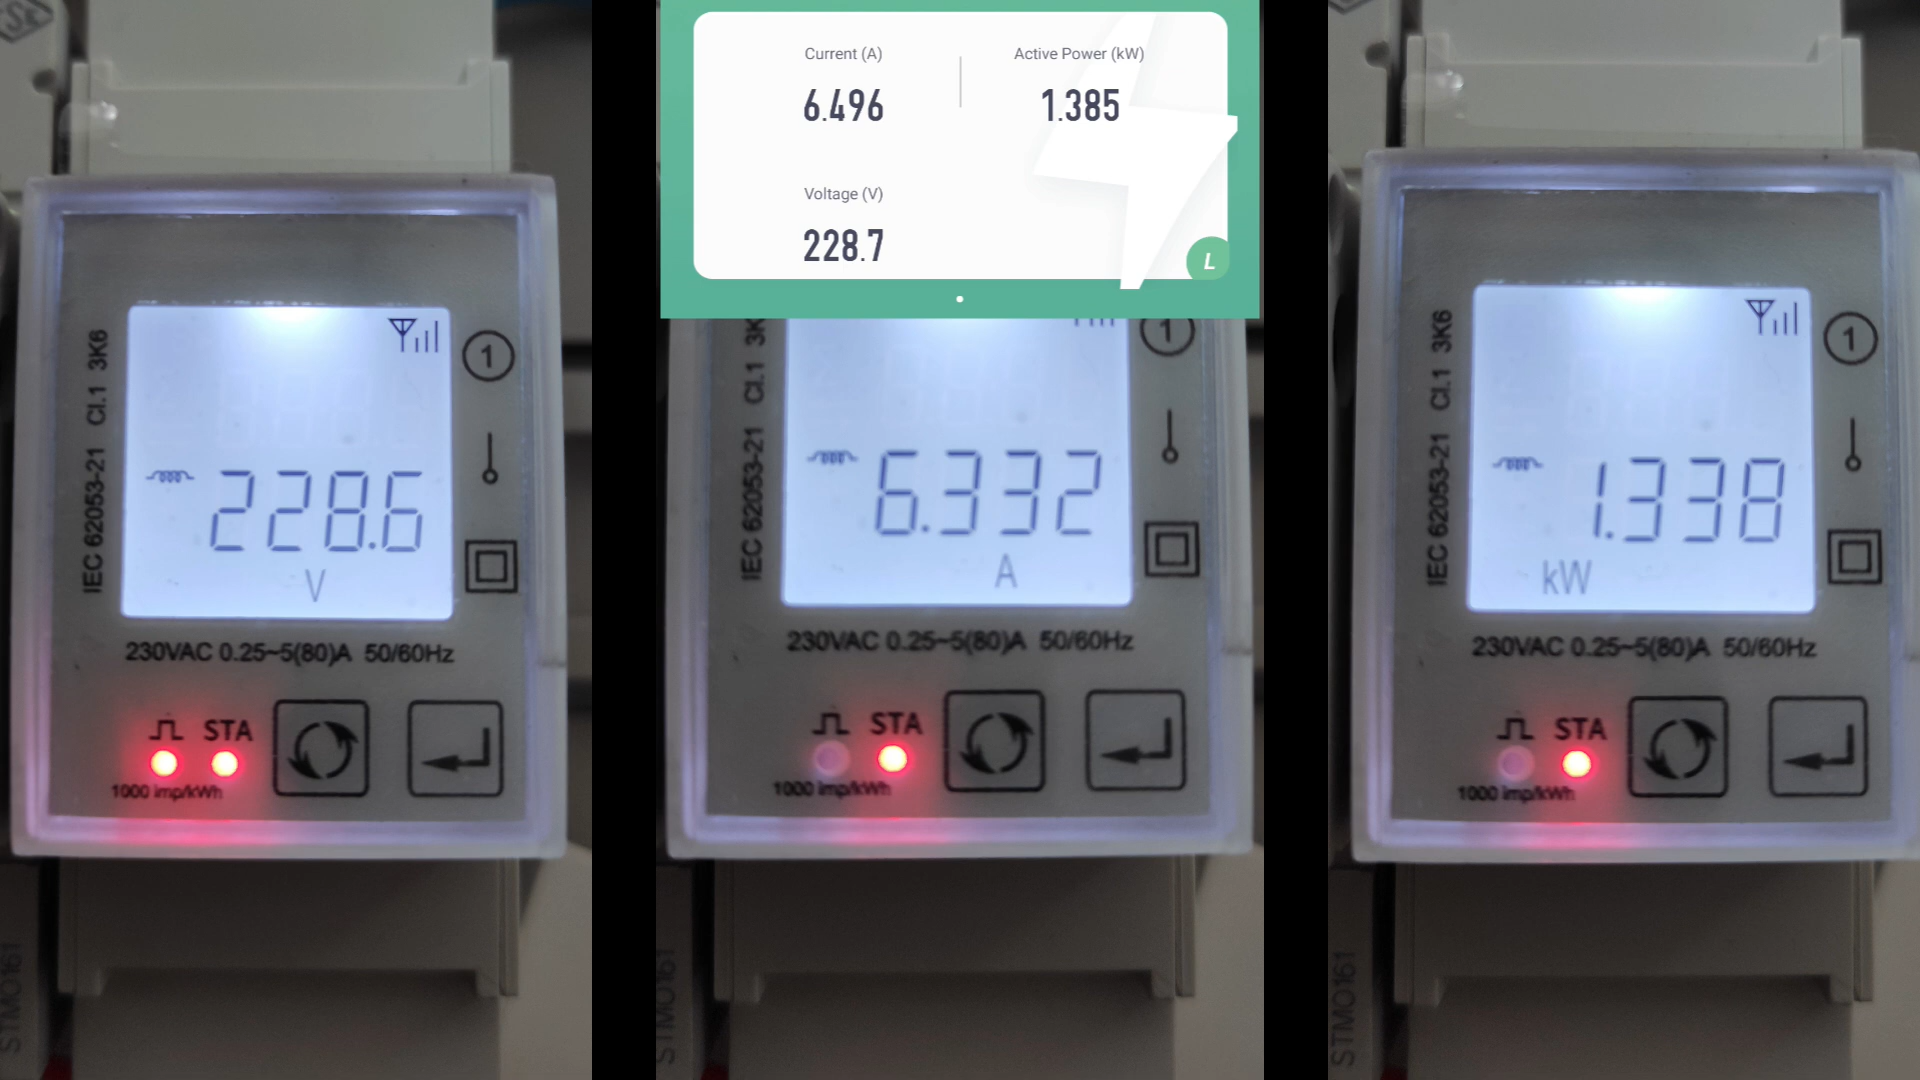 IEC 62053-21 Cl.1 3K6
1
228.6
V
230VAC 0.25~5(80)A 50/60Hz
STA
1000 imp/kWh
STMO161
Current (A)
Active Power (kW)
6.496
1.385
Voltage (V)
228.7
L
IEC 62053-21 Cl.1 3K6
1
6.332
A
230VAC 0.25~5(80)A 50/60Hz
STA
1000 imp/kWh
STMO161
IEC 62053-21 Cl.1 3K6
1
1.338
kW
230VAC 0.25~5(80)A 50/60Hz
STA
1000 imp/kWh
STMO161